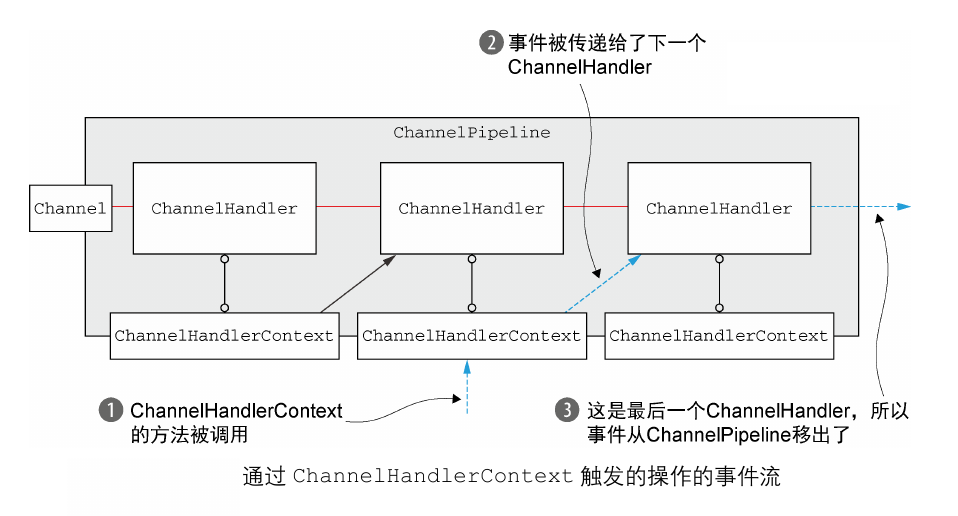 2 事件被传递给了下一个
ChannelHandler
ChannelPipeline
Channel
ChannelHandler
ChannelHandler
ChannelHandler
ChannelHandlerContext
ChannelHandlerContext
ChannelHandlerContext
1 ChannelHandlerContext
的方法被调用
3 这是最后一个ChannelHandler，所以
事件从ChannelPipeline移出了
通过 ChannelHandlerContext 触发的操作的事件流